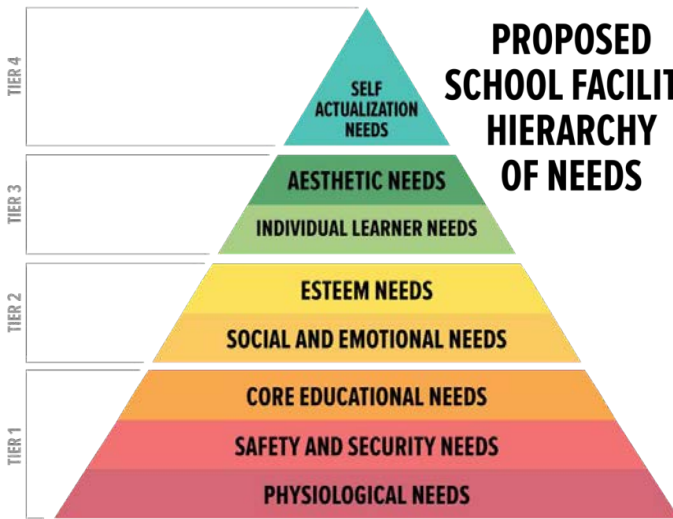 PROPOSED
SCHOOL FACILIT
HIERARCHY
OF NEEDS
TIER 4
SELF
ACTUALIZATION
NEEDS
TIER 3
AESTHETIC NEEDS
INDIVIDUAL LEARNER NEEDS
TIER 2
ESTEEM NEEDS
SOCIAL AND EMOTIONAL NEEDS
TIER 1
CORE EDUCATIONAL NEEDS
SAFETY AND SECURITY NEEDS
PHYSIOLOGICAL NEEDS